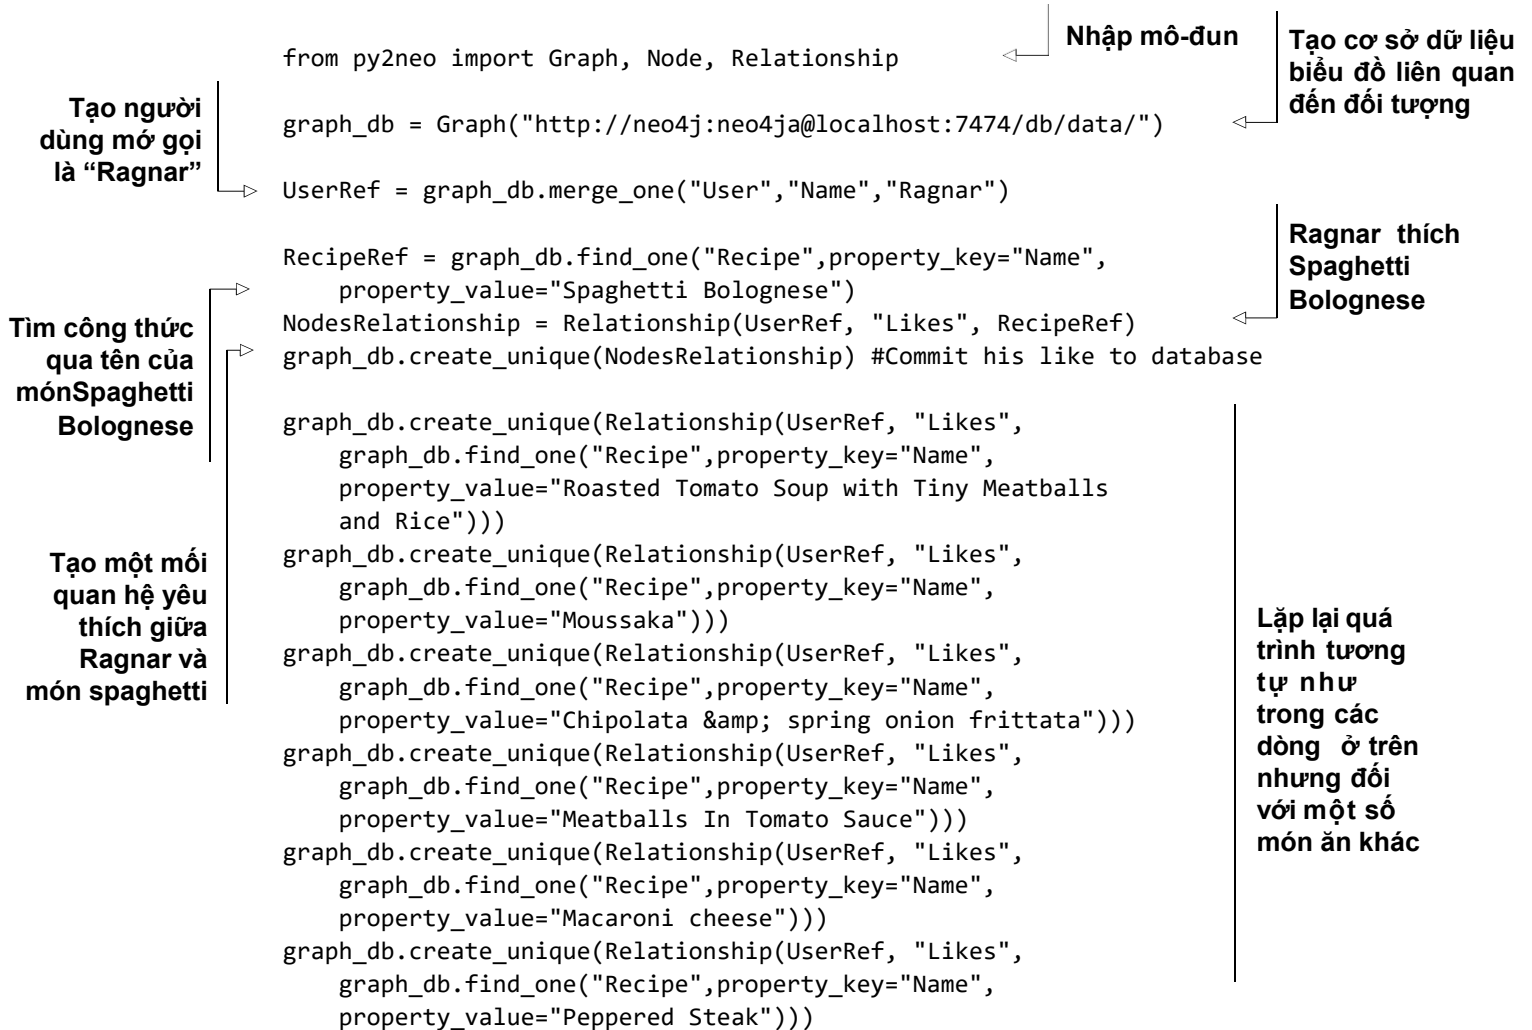 Nhập mô-đun
from py2neo import Graph, Node, Relationship
Tạo cơ sở dữ liệu
biểu đồ liên quan
đến đối tượng
graph_db = Graph("http://neo4j:neo4ja@localhost:7474/db/data/")
Tạo người
dùng mớ gọi
là “Ragnar”
UserRef = graph_db.merge_one("User","Name","Ragnar")
RecipeRef = graph_db.find_one("Recipe",property_key="Name",
property_value="Spaghetti Bolognese")
Ragnar thích
Spaghetti
Bolognese
Tìm công thức
qua tên của
mónSpaghetti
Bolognese
NodesRelationship = Relationship(UserRef, "Likes", RecipeRef)
graph_db.create_unique(NodesRelationship) #Commit his like to database
Tạo một mối
quan hệ yêu
thích giữa
Ragnar và
món spaghetti
graph_db.create_unique(Relationship(UserRef, "Likes",
graph_db.find_one("Recipe",property_key="Name",
property_value="Roasted Tomato Soup with Tiny Meatballs
and Rice")))
graph_db.create_unique(Relationship(UserRef, "Likes",
graph_db.find_one("Recipe",property_key="Name",
property_value="Moussaka")))
graph_db.create_unique(Relationship(UserRef, "Likes",
graph_db.find_one("Recipe",property_key="Name",
property_value="Chipolata &amp; spring onion frittata")))
graph_db.create_unique(Relationship(UserRef, "Likes",
graph_db.find_one("Recipe",property_key="Name",
property_value="Meatballs In Tomato Sauce")))
graph_db.create_unique(Relationship(UserRef, "Likes",
graph_db.find_one("Recipe",property_key="Name",
property_value="Macaroni cheese")))
graph_db.create_unique(Relationship(UserRef, "Likes",
graph_db.find_one("Recipe",property_key="Name",
property_value="Peppered Steak")))
Lặp lại quá
trình tương
tự như
trong các
dòng ở trên
nhưng đối
với một số
món ăn khác